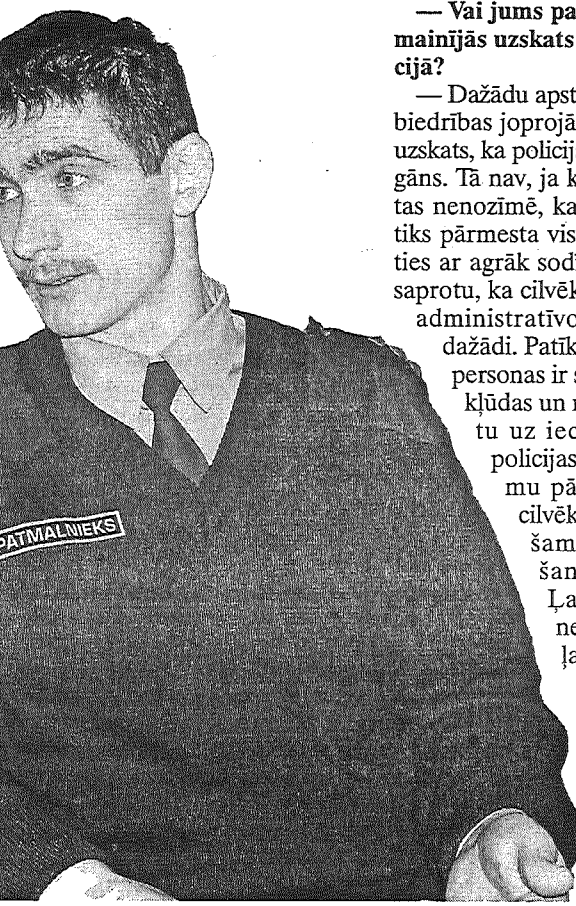 — Vai jums pa
mainījās uzskats
cijā?
— Dažādu apst
biedrības joprojā
uzskats, ka policij
gāns. Tā nav, ja k
tas nenozīmē, ka
tiks pārmesta vis
ties ar agrāk sodī
saprotu, ka cilvēk
administratīvo
dažādi. Patīk
personas ir s
kļūdas un n
tu uz ied
policijas
mu pā
cilvēk
šam
šan
Ļa
ne
ļa
PATMALNIEKS